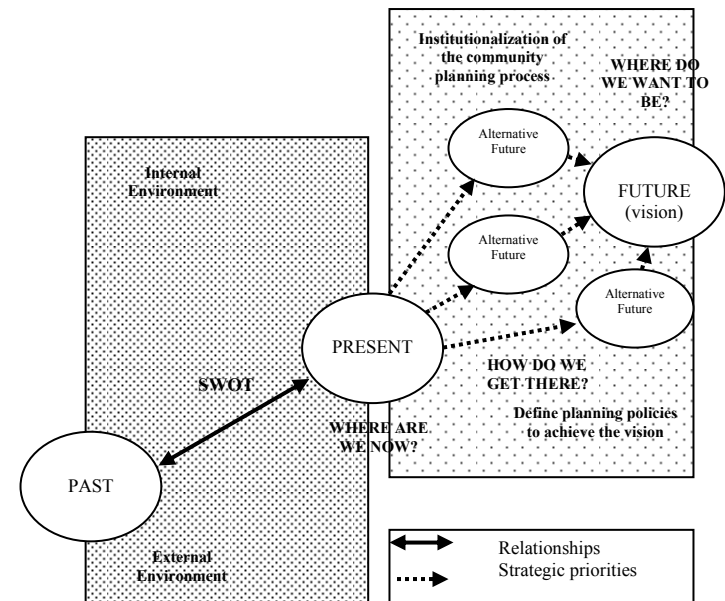 Institutionalization of
the community
planning process
WHERE DO
WE WANT TO
BE?
Alternative
Future
Internal
Environment
FUTURE
(vision)
Alternative
Future
Alternative
Future
PRESENT
HOW DO WE
GET THERE?
SWOT
Define planning policies
to achieve the vision
WHERE ARE
WE NOW?
PAST
External
Environment
Relationships
Strategic priorities